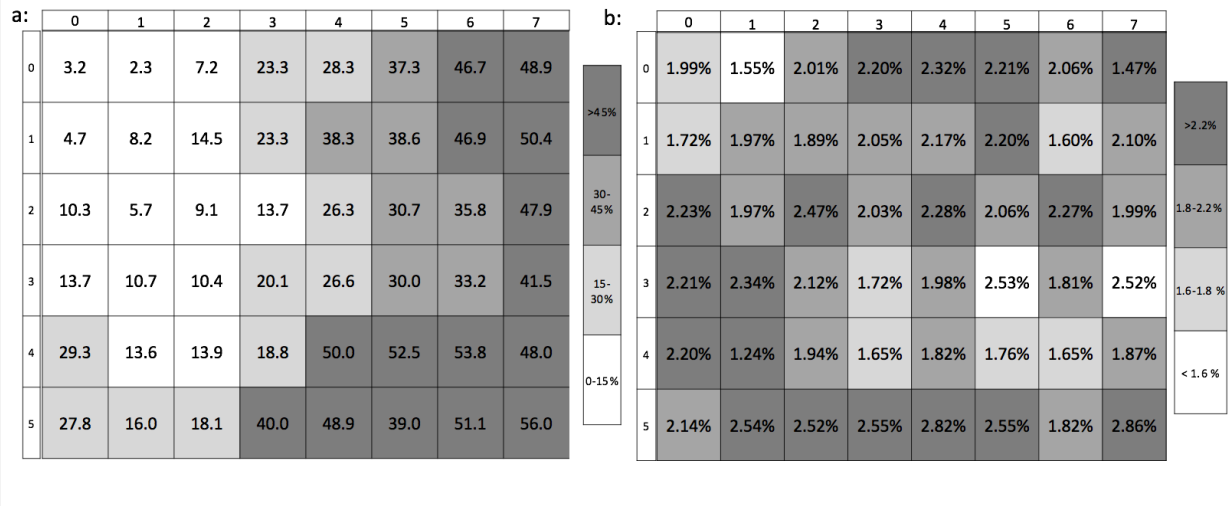 a:
0 1 2 3 4 5 6 7
0 3.2 2.3 7.2 23.3 28.3 37.3 46.7 48.9
1 4.7 8.2 14.5 23.3 38.3 38.6 46.9 50.4
2 10.3 5.7 9.1 13.7 26.3 30.7 35.8 47.9
3 13.7 10.7 10.4 20.1 26.6 30.0 33.2 41.5
4 29.3 13.6 13.9 18.8 50.0 52.5 53.8 48.0
5 27.8 16.0 18.1 40.0 48.9 39.0 51.1 56.0
>45%
30-
45%
15-
30%
0-15%
b:
0 1 2 3 4 5 6 7
0 1.99% 1.55% 2.01% 2.20% 2.32% 2.21% 2.06% 1.47%
1 1.72% 1.97% 1.89% 2.05% 2.17% 2.20% 1.60% 2.10%
2 2.23% 1.97% 2.47% 2.03% 2.28% 2.06% 2.27% 1.99%
3 2.21% 2.34% 2.12% 1.72% 1.98% 2.53% 1.81% 2.52%
4 2.20% 1.24% 1.94% 1.65% 1.82% 1.76% 1.65% 1.87%
5 2.14% 2.54% 2.52% 2.55% 2.82% 2.55% 1.82% 2.86%
>2.2%
1.8-2.2%
1.6-1.8 %
< 1.6 %